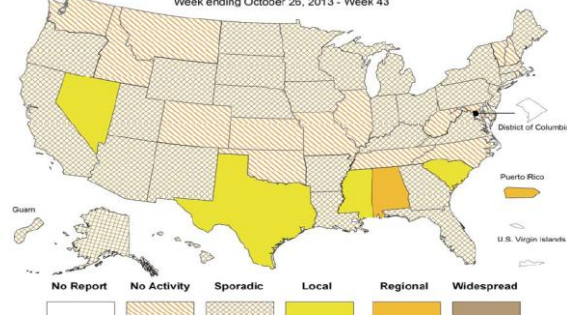 Week ending October 26, 2013 - Week 43
District of Columbia
Puerto Rico
Guam
U.S. Virgin Islands
No Report No Activity Sporadic Local Regional Widespread